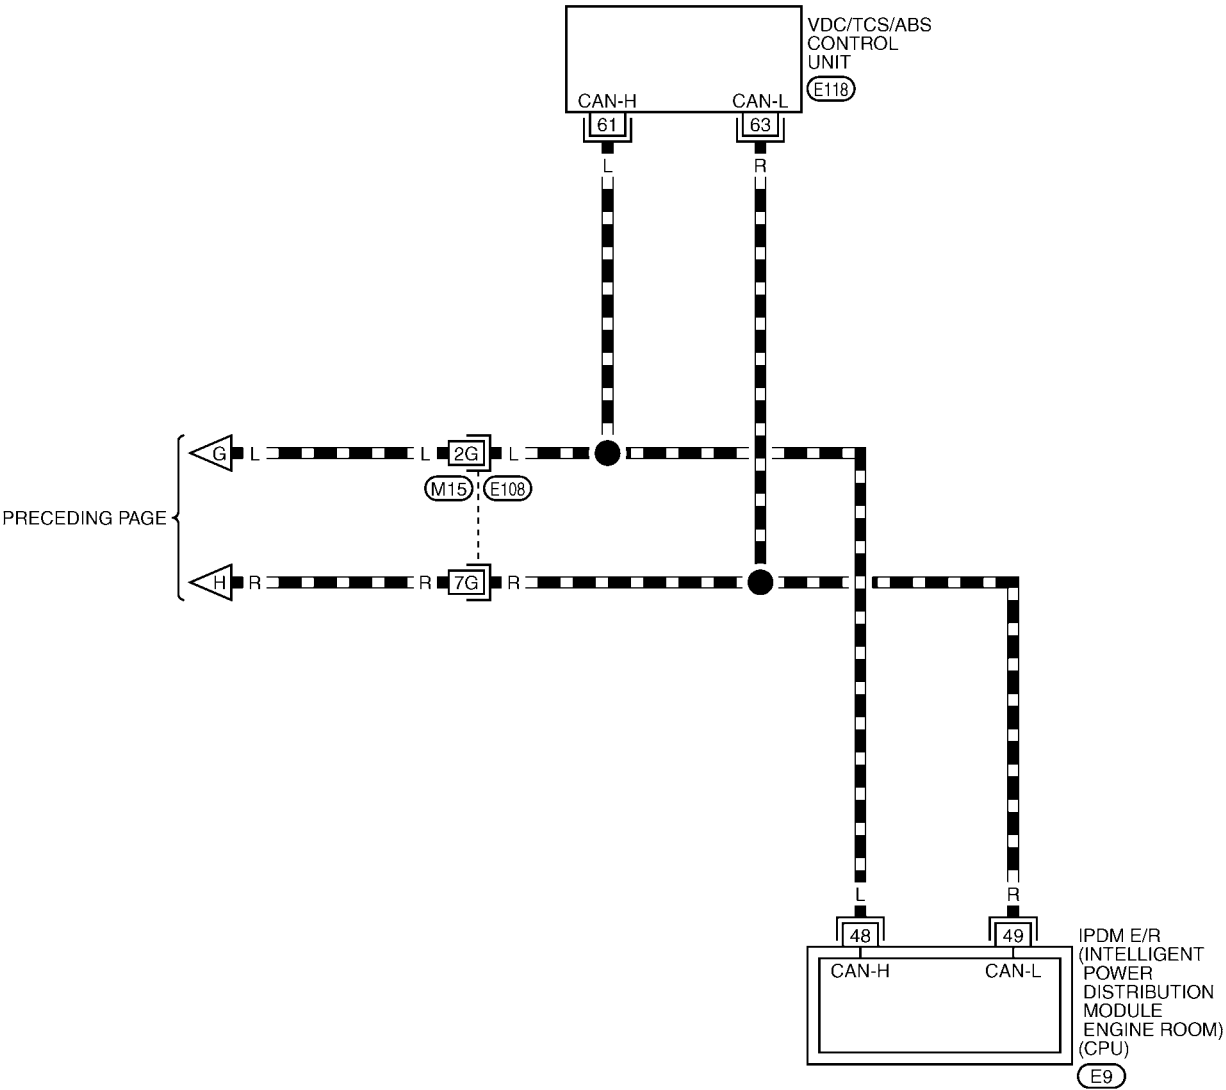 VDC/TCS/ABS
CONTROL
UNIT
E118
CAN-H
CAN-L
61
63
L
R
G
L
L
2G
L
M15
E108
PRECEDING PAGE
H
R
R
7G
R
L
R
48
49
CAN-H
CAN-L
IPDM E/R
(INTELLIGENT
POWER
DISTRIBUTION
MODULE
ENGINE ROOM)
(CPU)
E9